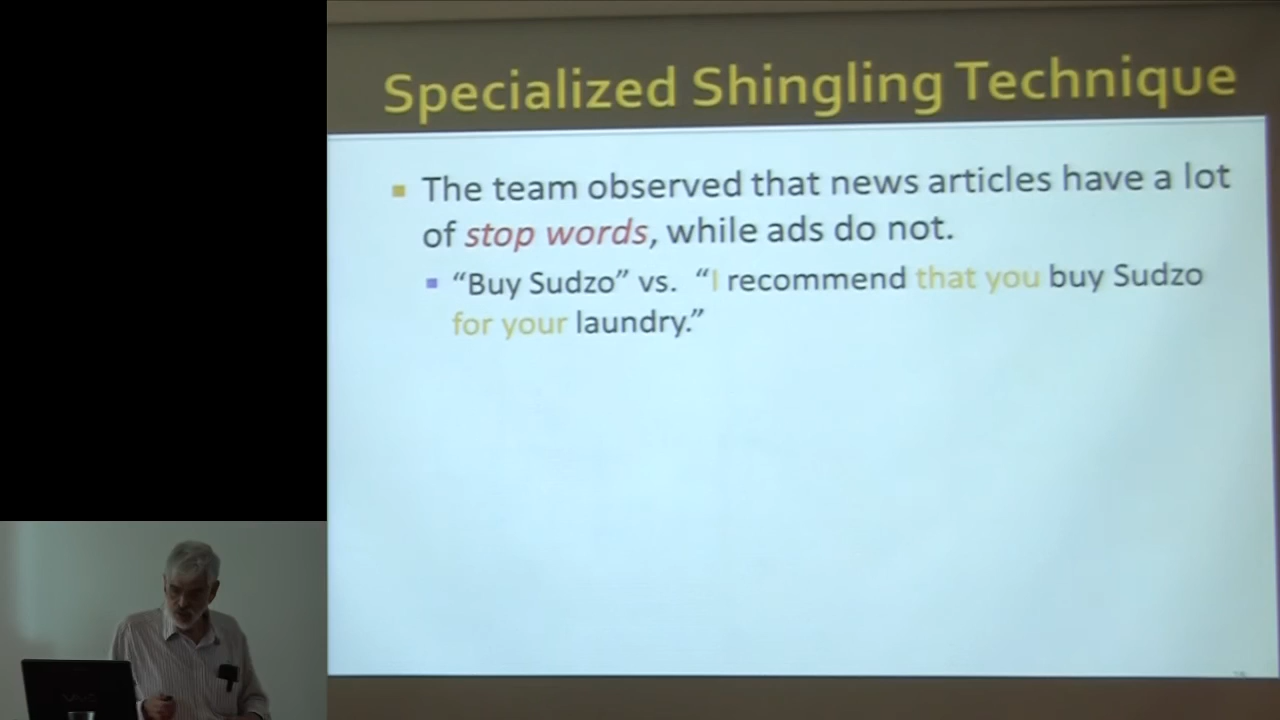 Specialized Shingling Technique
The team observed that news articles have a lot
of stop words, while ads do not.
“Buy Sudzo” vs. “I recommend that you buy Sudzo
for your laundry.”
VAIO